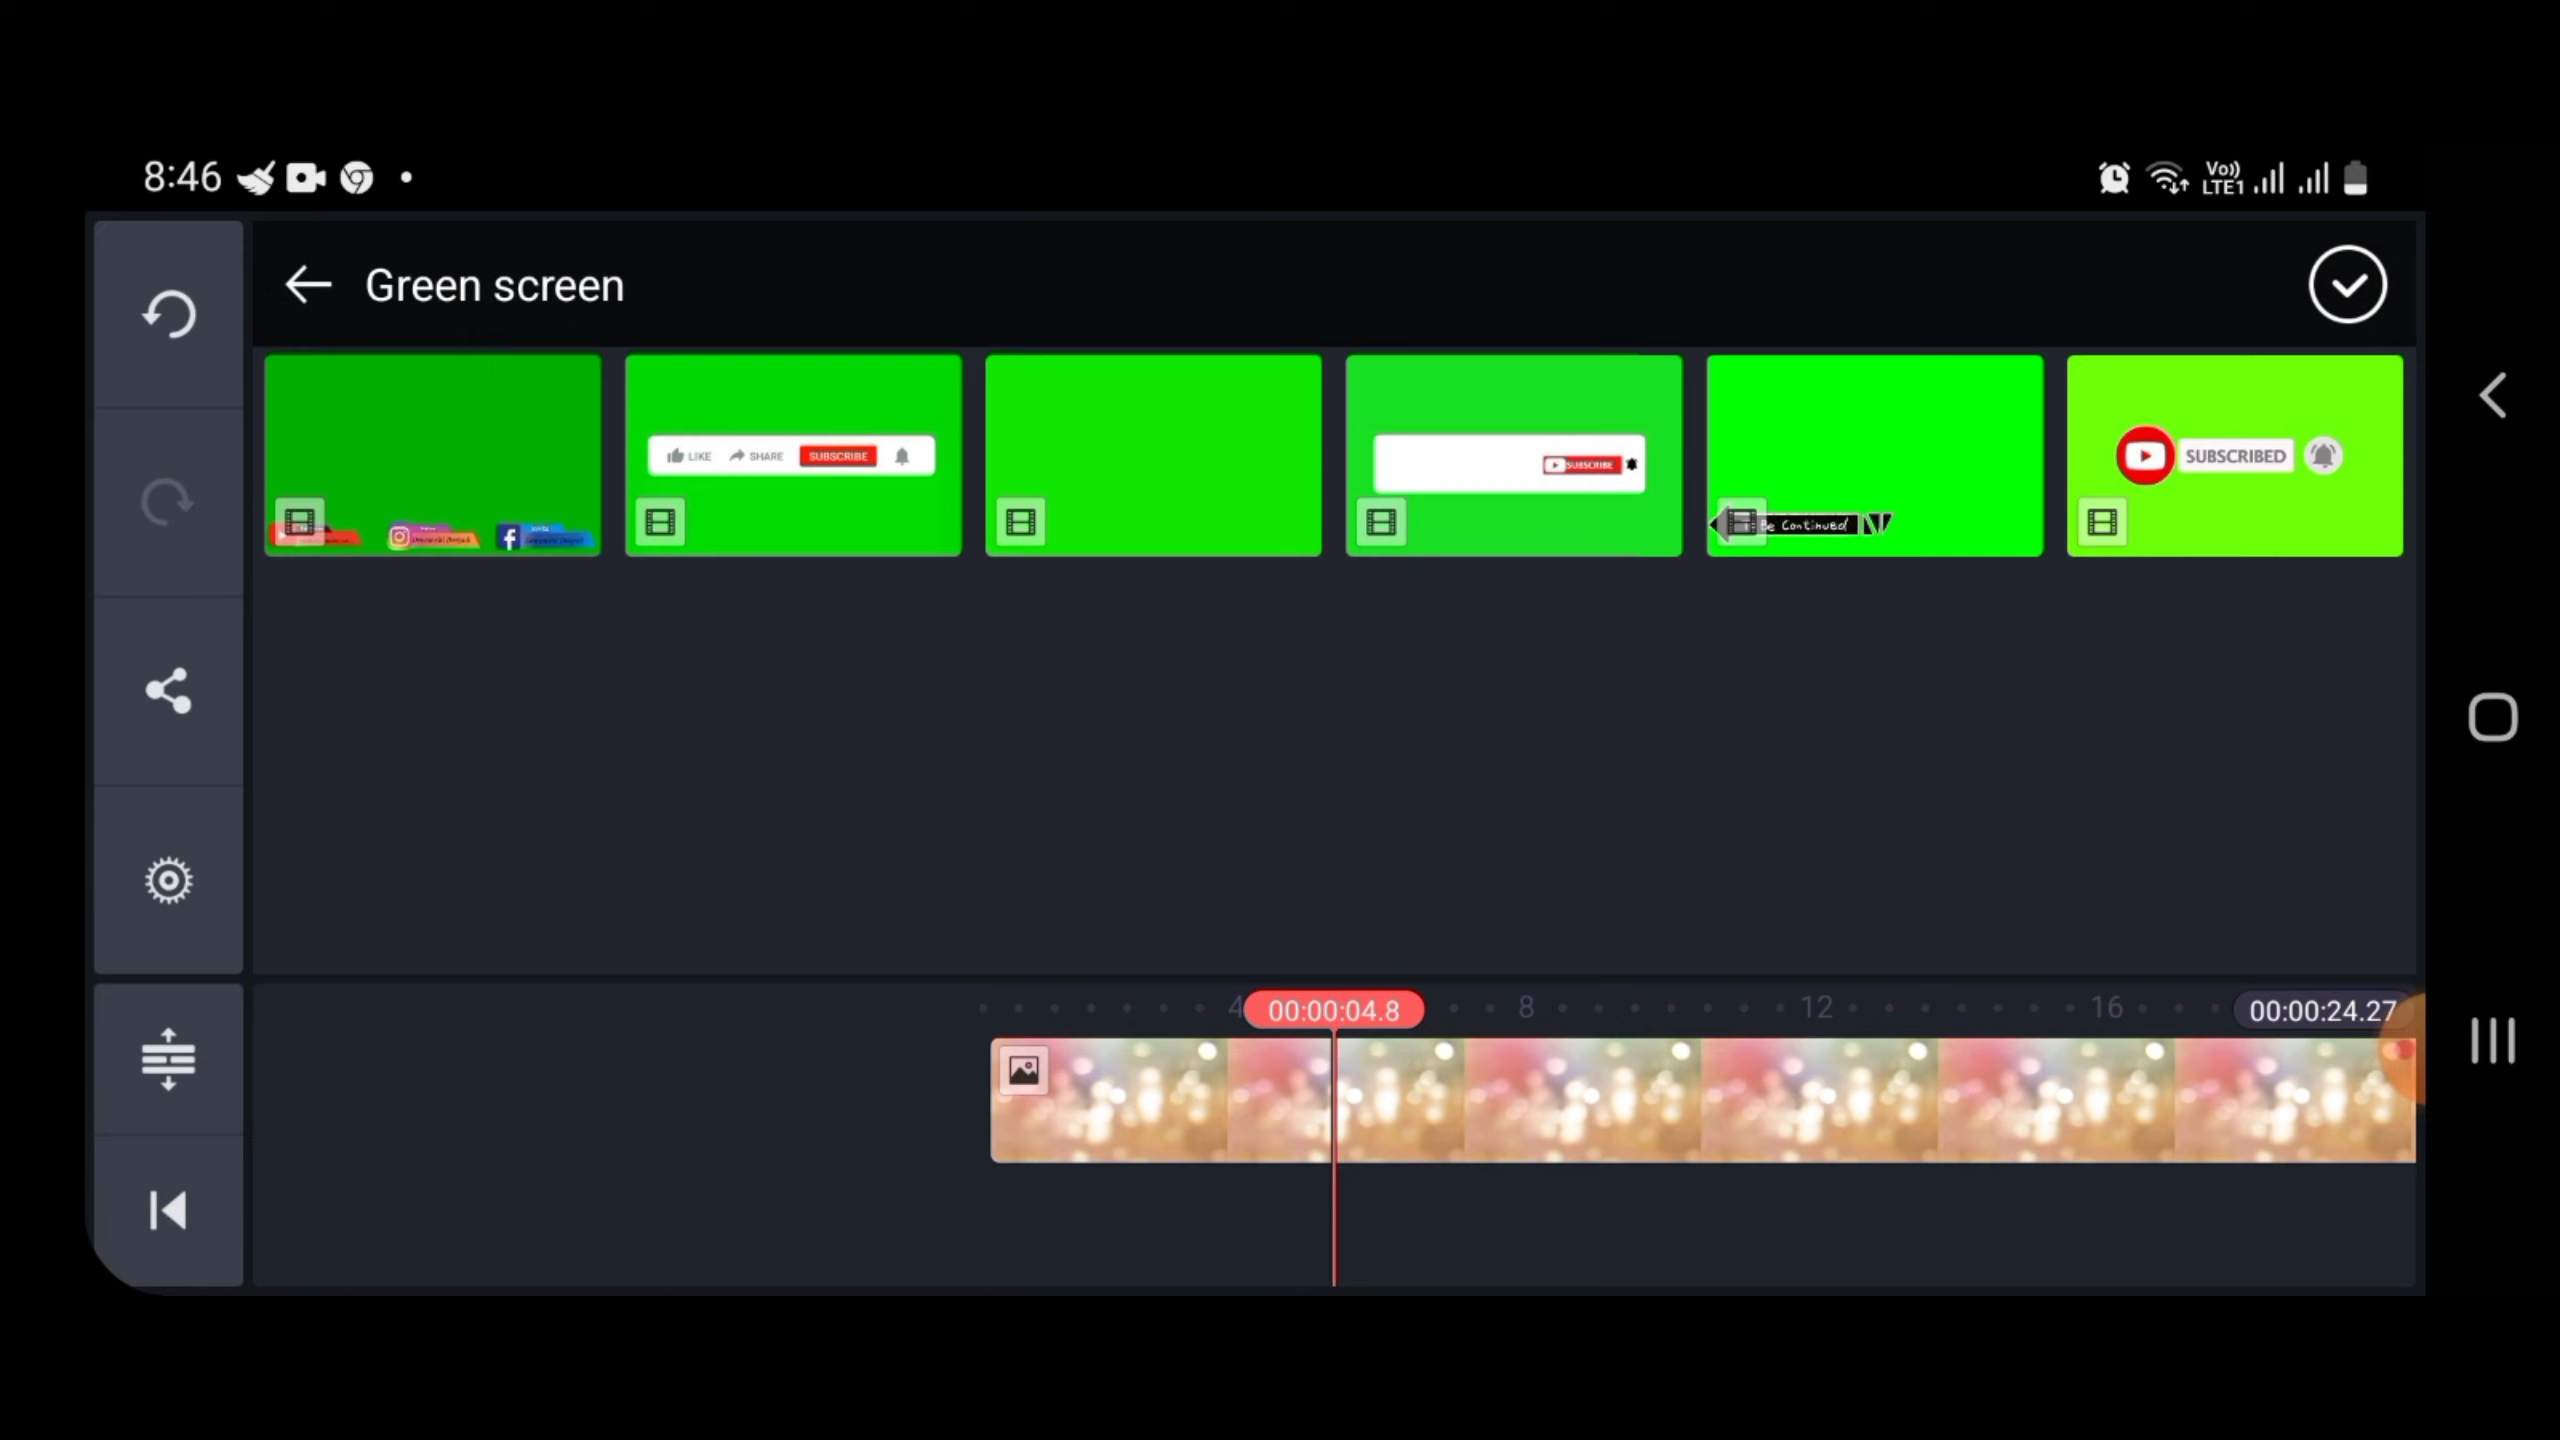 8:46
Vo))
LTE1
Green screen
LIKE SHARE SUBSCRIBE
SUBSCRIBE
Be Continued
SUBSCRIBED
4 00:00:04.8 8 12 16 00:00:24.27